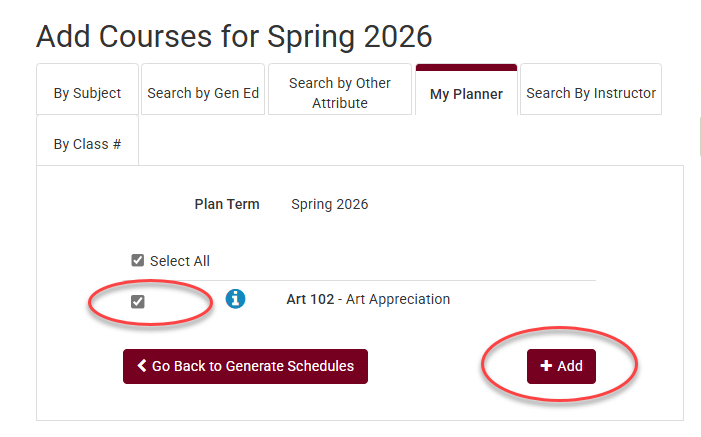 Add Courses for Spring 2026
By Subject
Search by Gen Ed
Search by Other
Attribute
My Planner
Search By Instructor
By Class #
Plan Term Spring 2026
Select All
Art 102 - Art Appreciation
Go Back to Generate Schedules
Add